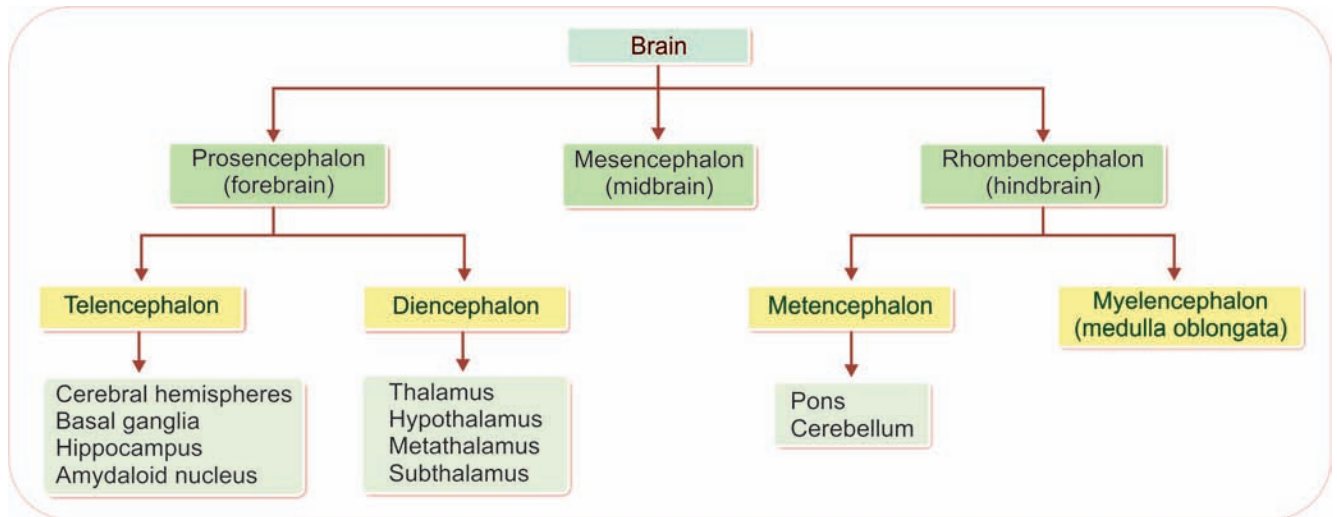 Brain
Prosencephalon
(forebrain)
Mesencephalon
(midbrain)
Rhombencephalon
(hindbrain)
Telencephalon
Diencephalon
Metencephalon
Myelencephalon
(medulla oblongata)
Cerebral hemispheres
Basal ganglia
Hippocampus
Amydaloid nucleus
Thalamus
Hypothalamus
Metathalamus
Subthalamus
Pons
Cerebellum